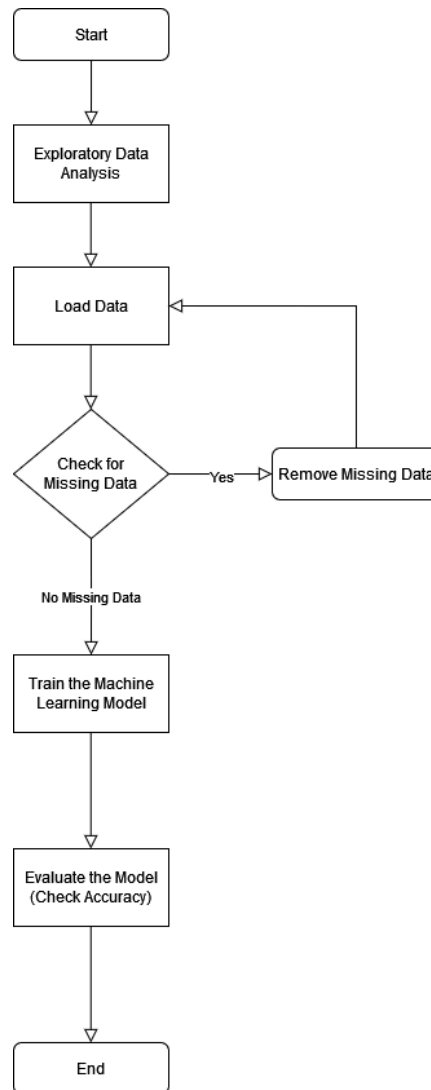 Start
Exploratory Data
Analysis
Load Data
Check for
Missing Data
Yes
Remove Missing Data
No Missing Data
Train the Machine
Learning Model
Evaluate the Model
(Check Accuracy)
End